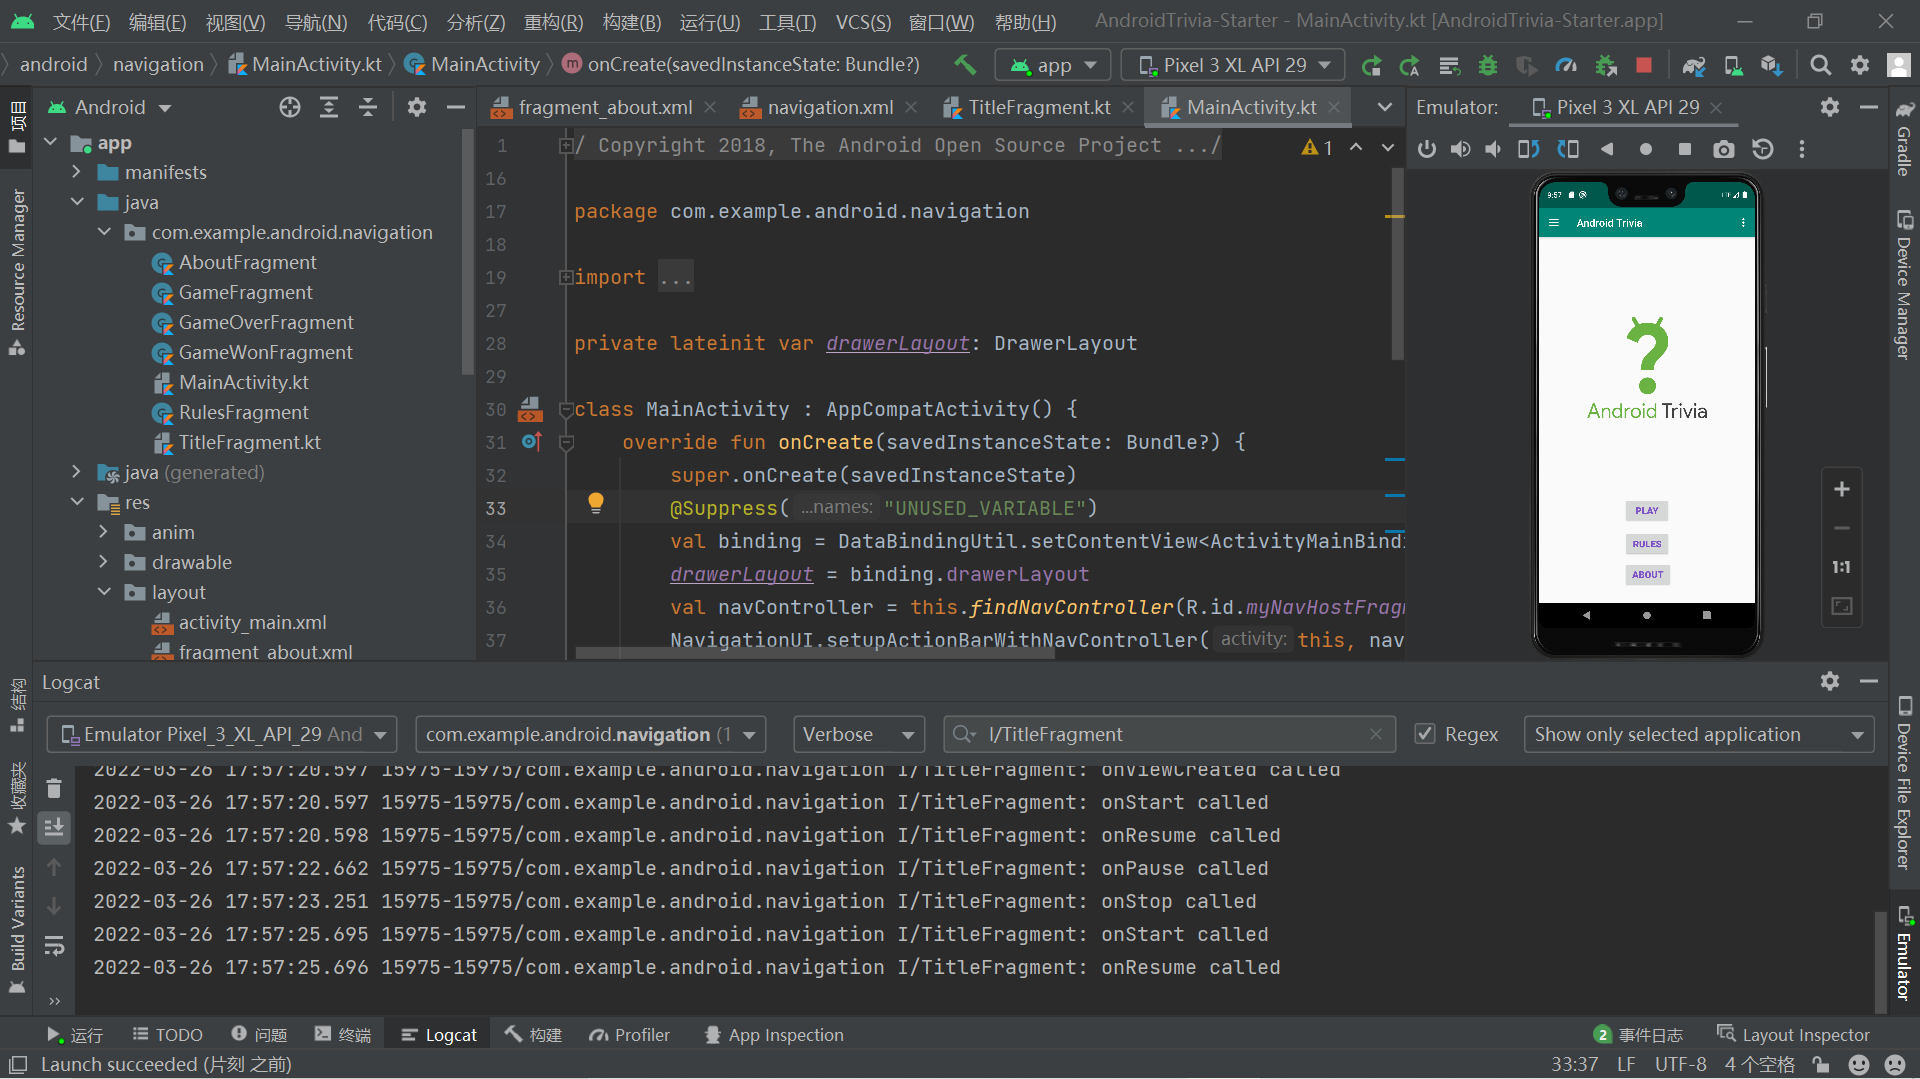 文件(F) 编辑(E) 视图(V) 导航(N) 代码(C) 分析(Z) 重构(R) 构建(B) 运行(U) 工具(T) VCS(S) 窗口(W) 帮助(H) AndroidTrivia-Starter - MainActivity.kt [AndroidTrivia-Starter.app]
android navigation MainActivity.kt MainActivity onCreate(savedInstanceState: Bundle?) app Pixel 3 XL API 29
Android
app
manifests
java
com.example.android.navigation
AboutFragment
GameFragment
GameOverFragment
GameWonFragment
MainActivity.kt
RulesFragment
TitleFragment.kt
java (generated)
res
anim
drawable
layout
activity_main.xml
fragment_about.xml
项目
Resource Manager
结构
收藏夹
Build Variants
fragment_about.xml navigation.xml TitleFragment.kt MainActivity.kt
1 / Copyright 2018, The Android Open Source Project .../ 1
16
17 package com.example.android.navigation
18
19 import ...
27
28 private lateinit var drawerLayout: DrawerLayout
29
30 class MainActivity : AppCompatActivity() {
31 override fun onCreate(savedInstanceState: Bundle?) {
32 super.onCreate(savedInstanceState)
33 @Suppress( ...names: "UNUSED_VARIABLE")
34 val binding = DataBindingUtil.setContentView<ActivityMainBindi
35 drawerLayout = binding.drawerLayout
36 val navController = this.findNavController(R.id.myNavHostFragm
37 NavigationUI.setupActionBarWithNavController( activity: this, nav
Emulator: Pixel 3 XL API 29
9:57 LTE
Android Trivia
Android Trivia
PLAY
RULES
ABOUT
1:1
Gradle
Device Manager
Device File Explorer
Emulator
Logcat
Emulator Pixel_3_XL_API_29 And com.example.android.navigation (1 Verbose I/TitleFragment Regex Show only selected application
2022-03-26 17:57:20.597 15975-15975/com.example.android.navigation I/TitleFragment: onViewCreated called
2022-03-26 17:57:20.597 15975-15975/com.example.android.navigation I/TitleFragment: onStart called
2022-03-26 17:57:20.598 15975-15975/com.example.android.navigation I/TitleFragment: onResume called
2022-03-26 17:57:22.662 15975-15975/com.example.android.navigation I/TitleFragment: onPause called
2022-03-26 17:57:23.251 15975-15975/com.example.android.navigation I/TitleFragment: onStop called
2022-03-26 17:57:25.695 15975-15975/com.example.android.navigation I/TitleFragment: onStart called
2022-03-26 17:57:25.696 15975-15975/com.example.android.navigation I/TitleFragment: onResume called
运行 TODO 问题 终端 Logcat 构建 Profiler App Inspection 2 事件日志 Layout Inspector
Launch succeeded (片刻 之前) 33:37 LF UTF-8 4 个空格